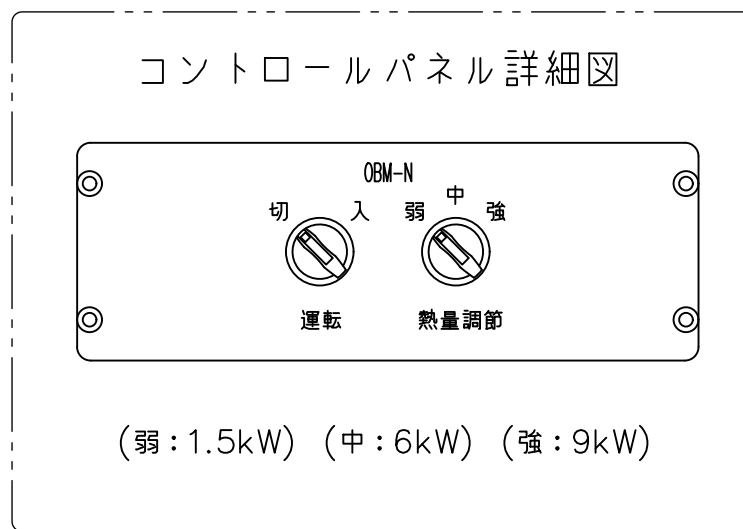 コントロールパネル詳細図
OBM-N
切 入 弱 中 強
運転 熱量調節
(弱：1.5kW) (中：6kW) (強：9kW)